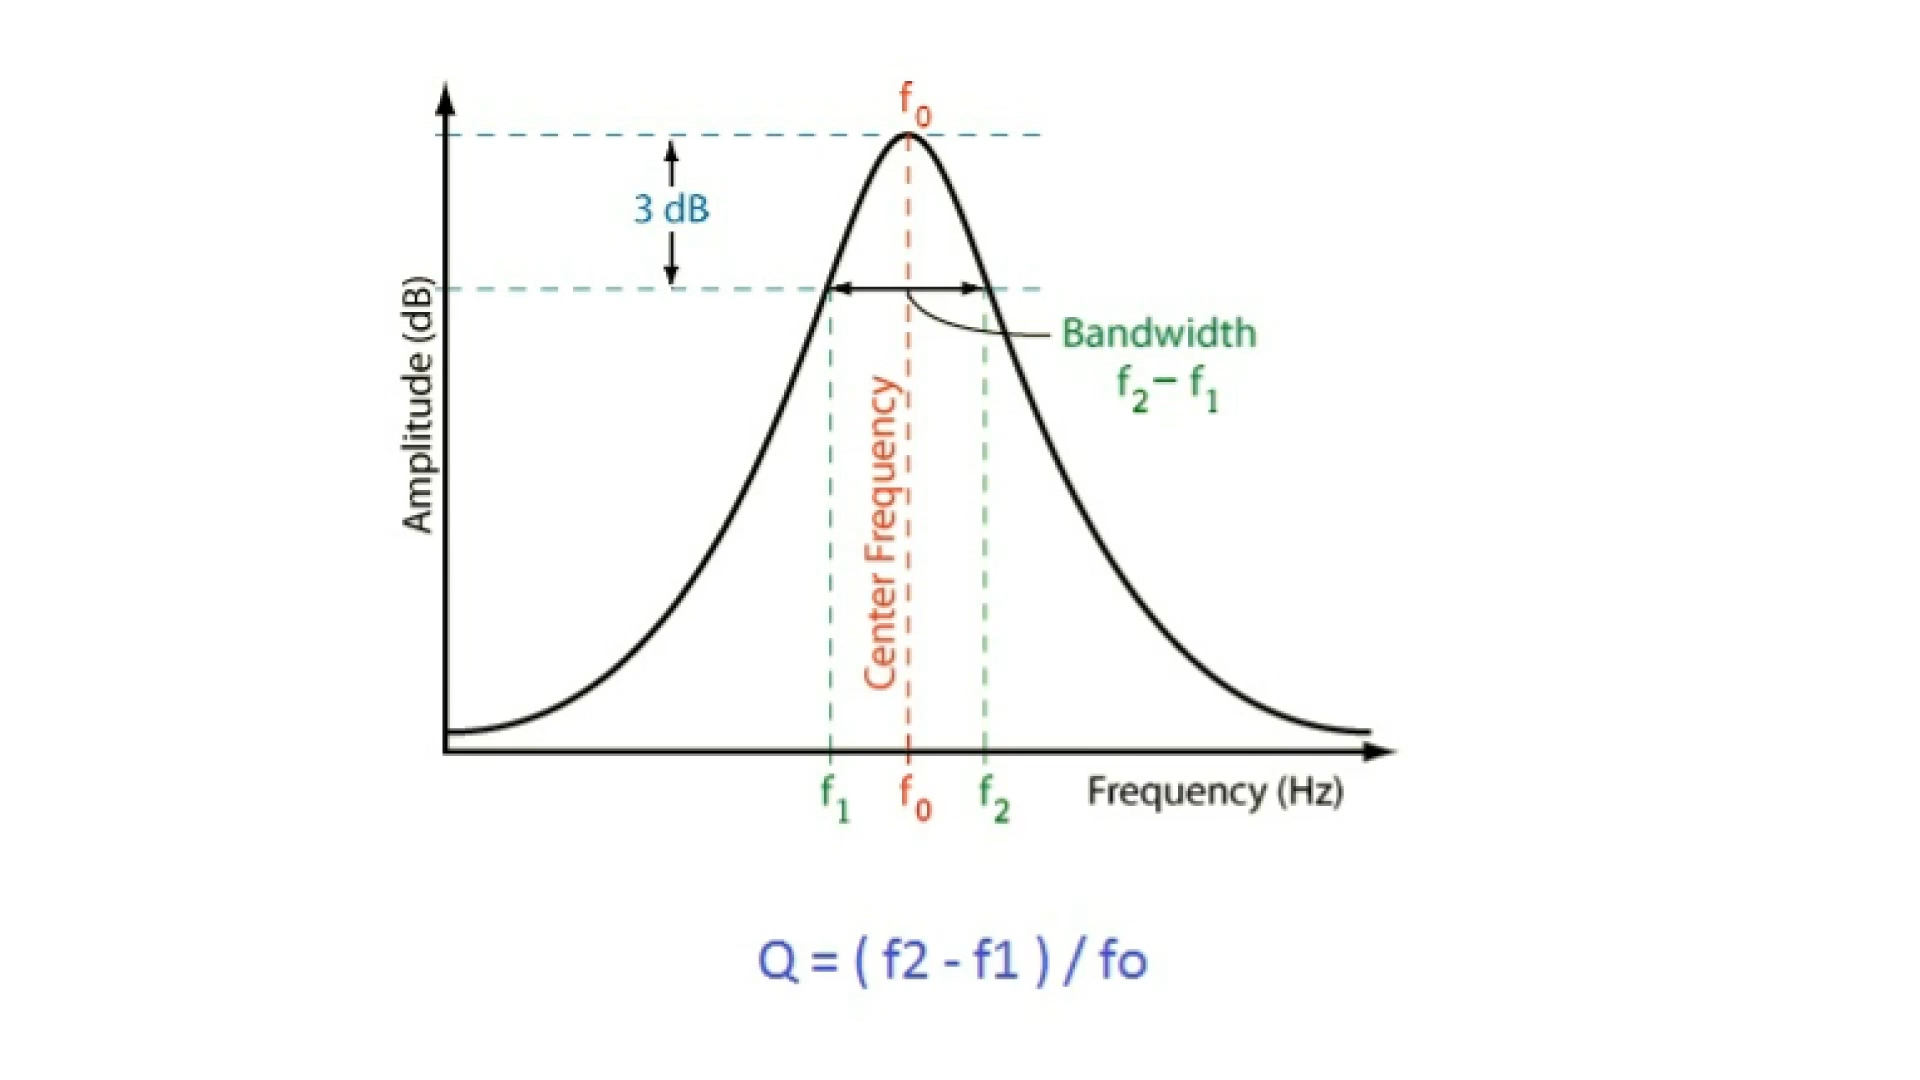 f0
3 dB
Amplitude (dB)
Bandwidth
f2 – f1
Center Frequency
f1
f0
f2
Frequency (Hz)
Q = ( f2 - f1 ) / fo